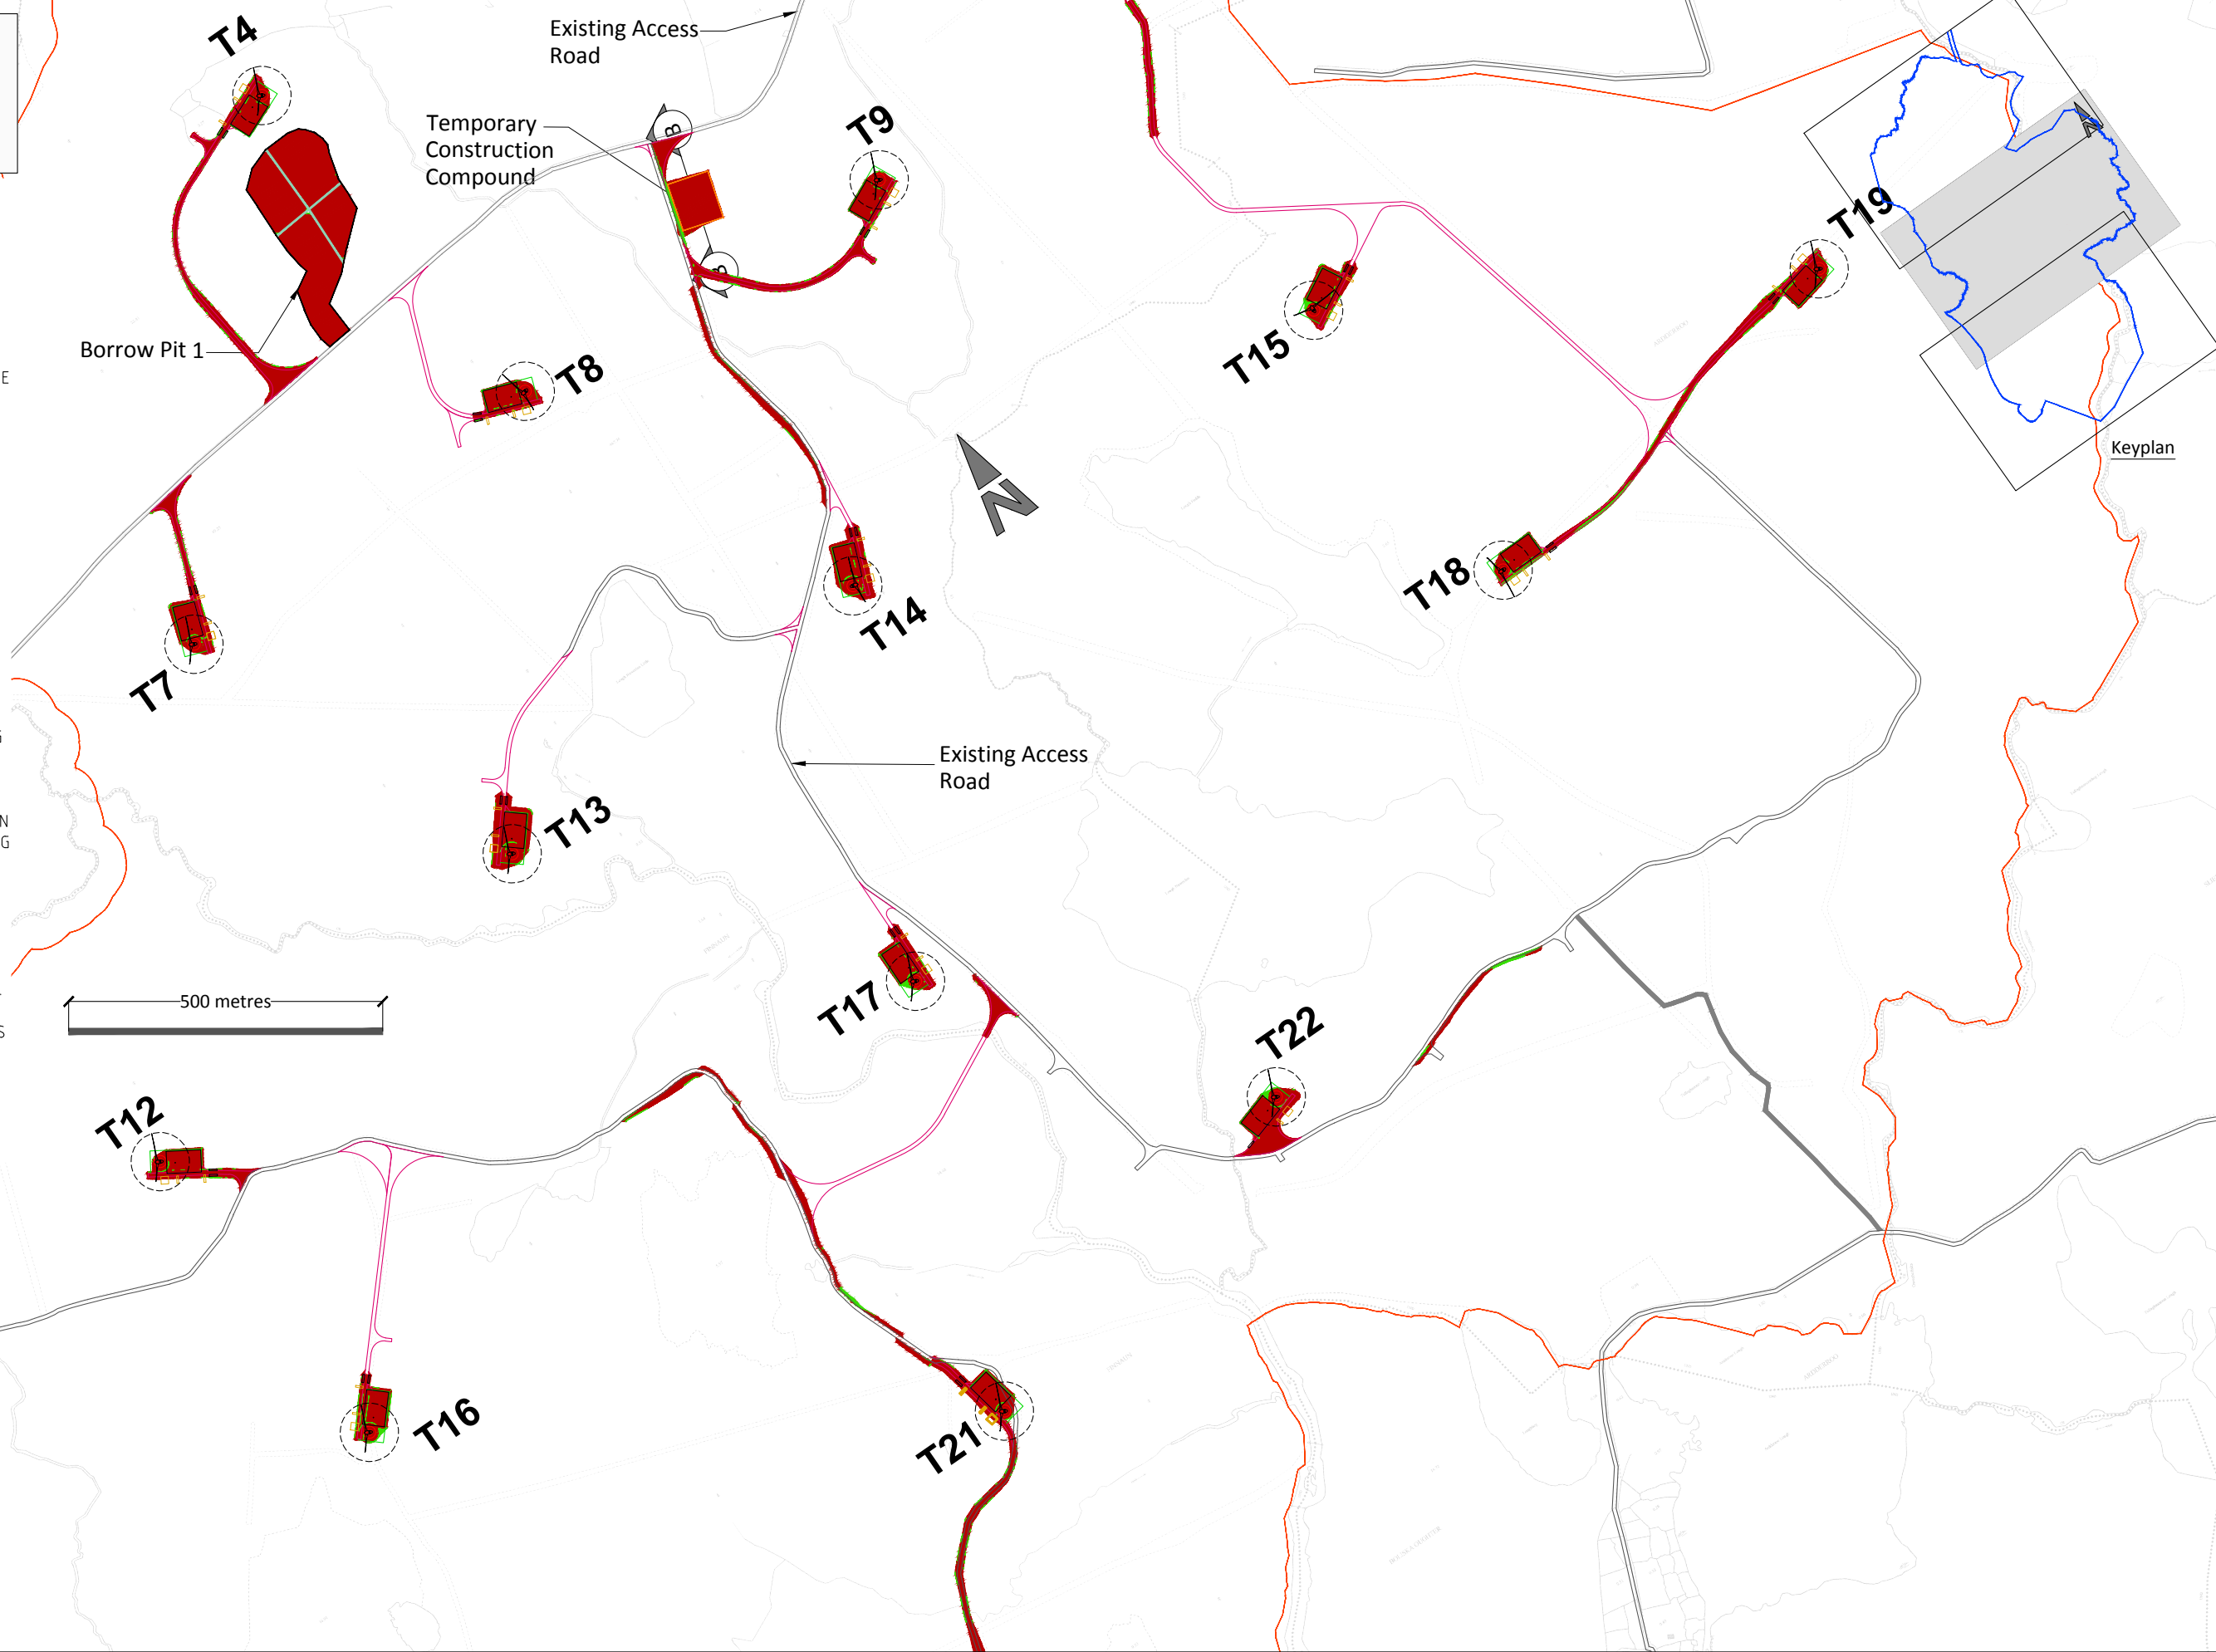 T4
Existing Access
Road
Temporary
Construction
Compound
B
T9
T19
B
Borrow Pit 1
T15
E
T8
Keyplan
N
T18
T14
T7
G
Existing Access
Road
N
G
T13
500 metres
T17
S
T22
T12
T16
T21